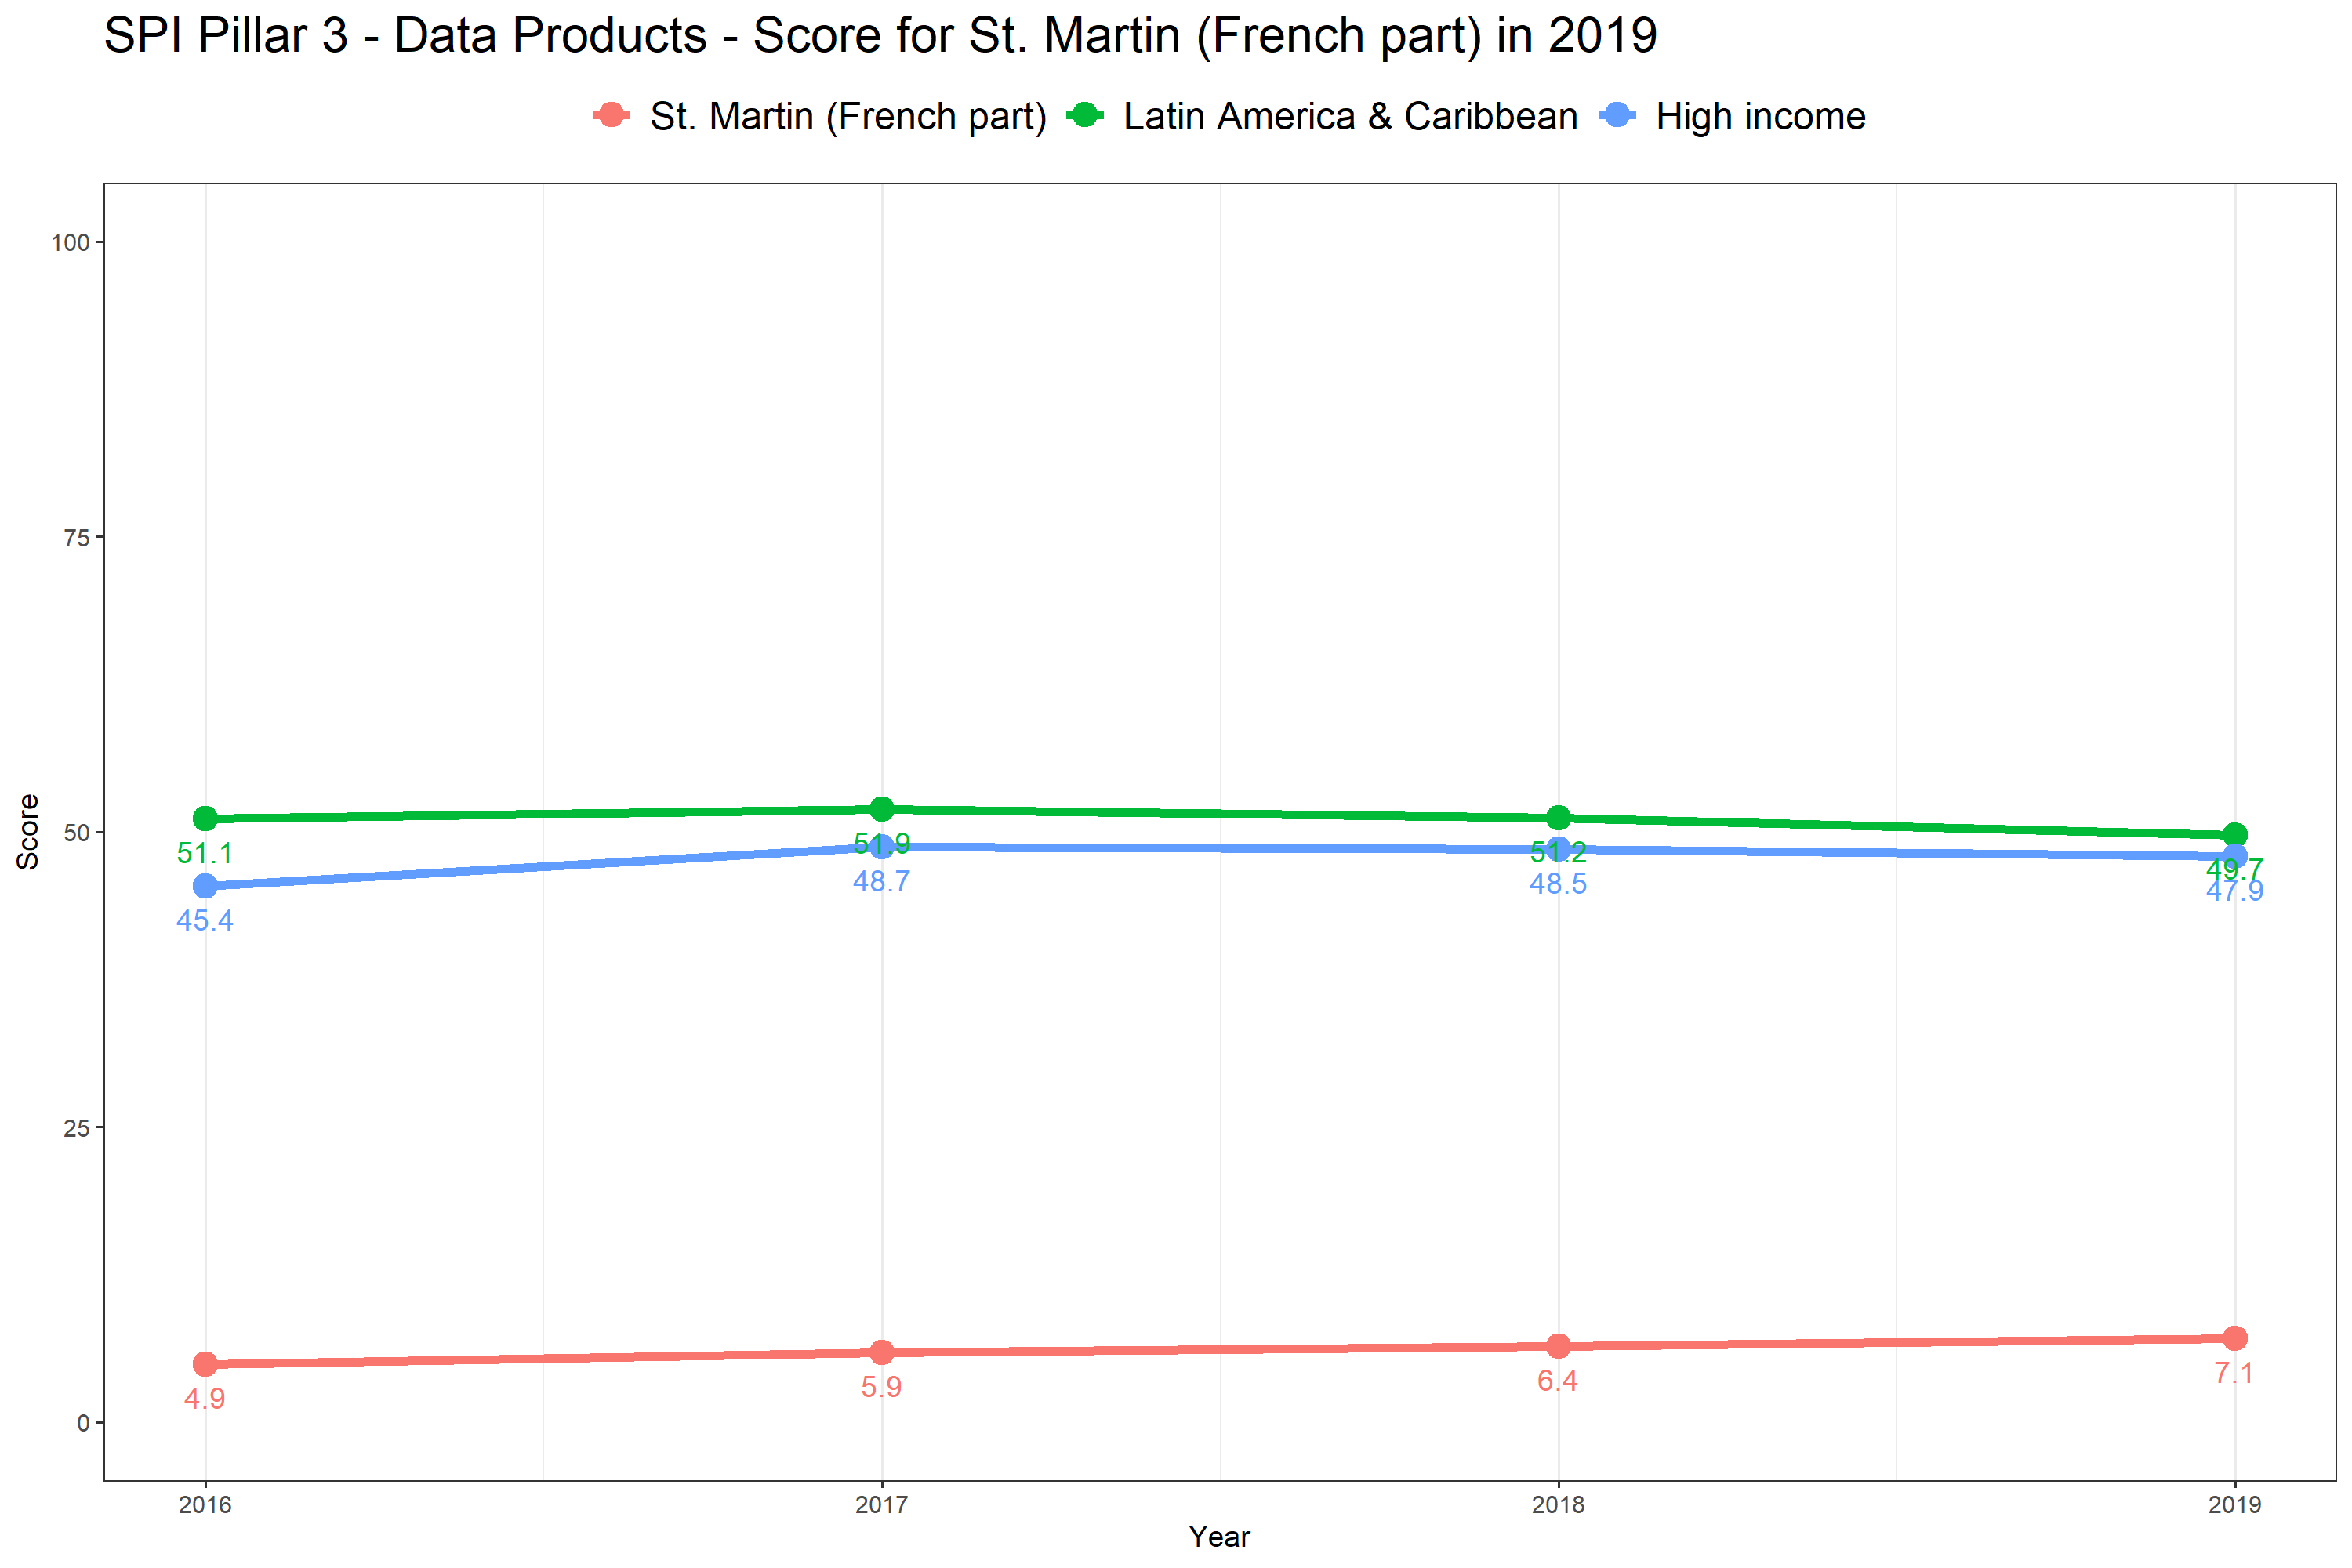 SPI Pillar 3 - Data Products - Score for St. Martin (French part) in 2019
St. Martin (French part) Latin America & Caribbean High income
100
75
50
25
0
Score
51.1 51.9 51.2 49.7
45.4 48.7 48.5 47.9
4.9 5.9 6.4 7.1
2016 2017 2018 2019
Year